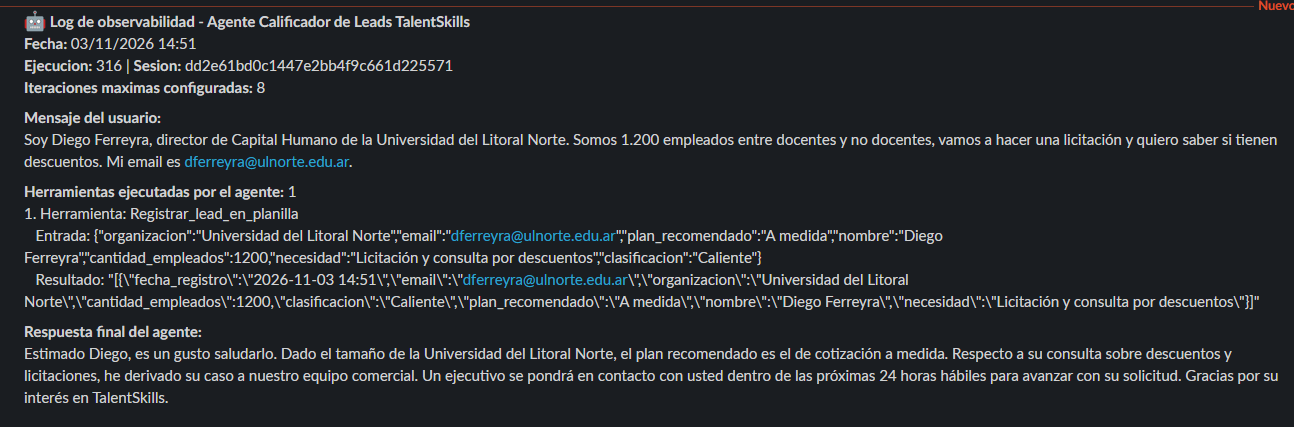 Nuevo
🤖 Log de observabilidad - Agente Calificador de Leads TalentSkills
Fecha: 03/11/2026 14:51
Ejecucion: 316 | Sesion: dd2e61bd0c1447e2bb4f9c661d225571
Iteraciones maximas configuradas: 8
Mensaje del usuario:
Soy Diego Ferreyra, director de Capital Humano de la Universidad del Litoral Norte. Somos 1.200 empleados entre docentes y no docentes, vamos a hacer una licitación y quiero saber si tienen
descuentos. Mi email es dferreyra@ulnorte.edu.ar.
Herramientas ejecutadas por el agente: 1
1. Herramienta: Registrar_lead_en_planilla
Entrada: {"organizacion":"Universidad del Litoral Norte","email":"dferreyra@ulnorte.edu.ar","plan_recomendado":"A medida","nombre":"Diego
Ferreyra","cantidad_empleados":1200,"necesidad":"Licitación y consulta por descuentos","clasificacion":"Caliente"}
Resultado: "[{\"fecha_registro\":\"2026-11-03 14:51\",\"email\":\"dferreyra@ulnorte.edu.ar\",\"organizacion\":\"Universidad del Litoral
Norte\",\"cantidad_empleados\":1200,\"clasificacion\":\"Caliente\",\"plan_recomendado\":\"A medida\",\"nombre\":\"Diego Ferreyra\",\"necesidad\":\"Licitación y consulta por descuentos\"}]"
Respuesta final del agente:
Estimado Diego, es un gusto saludarlo. Dado el tamaño de la Universidad del Litoral Norte, el plan recomendado es el de cotización a medida. Respecto a su consulta sobre descuentos y
licitaciones, he derivado su caso a nuestro equipo comercial. Un ejecutivo se pondrá en contacto con usted dentro de las próximas 24 horas hábiles para avanzar con su solicitud. Gracias por su
interés en TalentSkills.